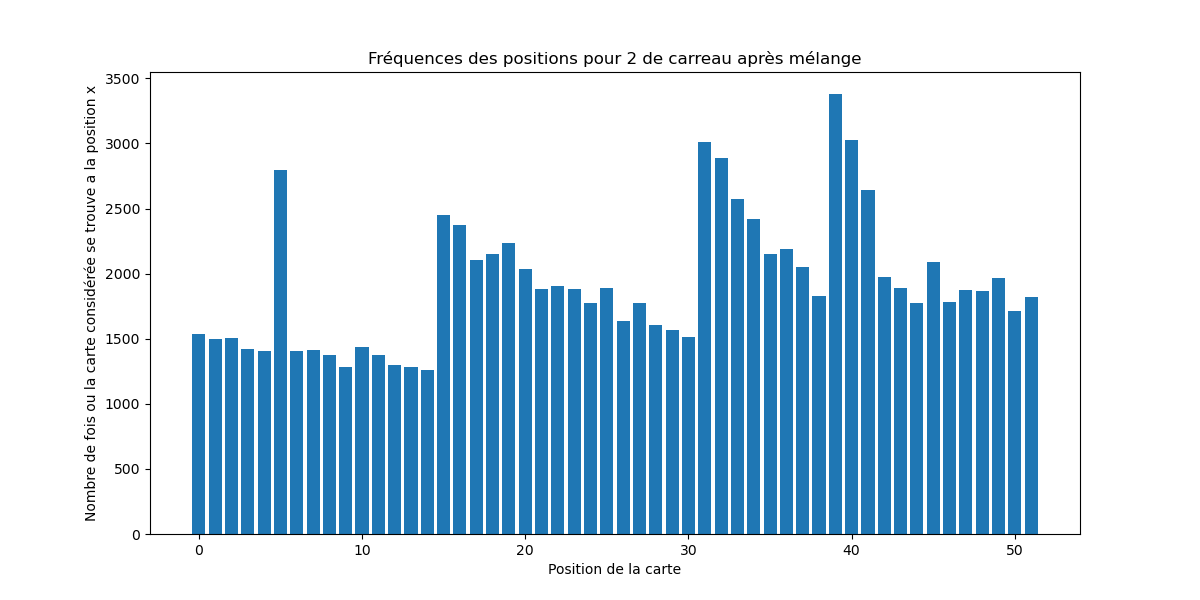 Fréquences des positions pour 2 de carreau après mélange
Nombre de fois ou la carte considérée se trouve a la position x
3500
3000
2500
2000
1500
1000
500
0
0 10 20 30 40 50
Position de la carte